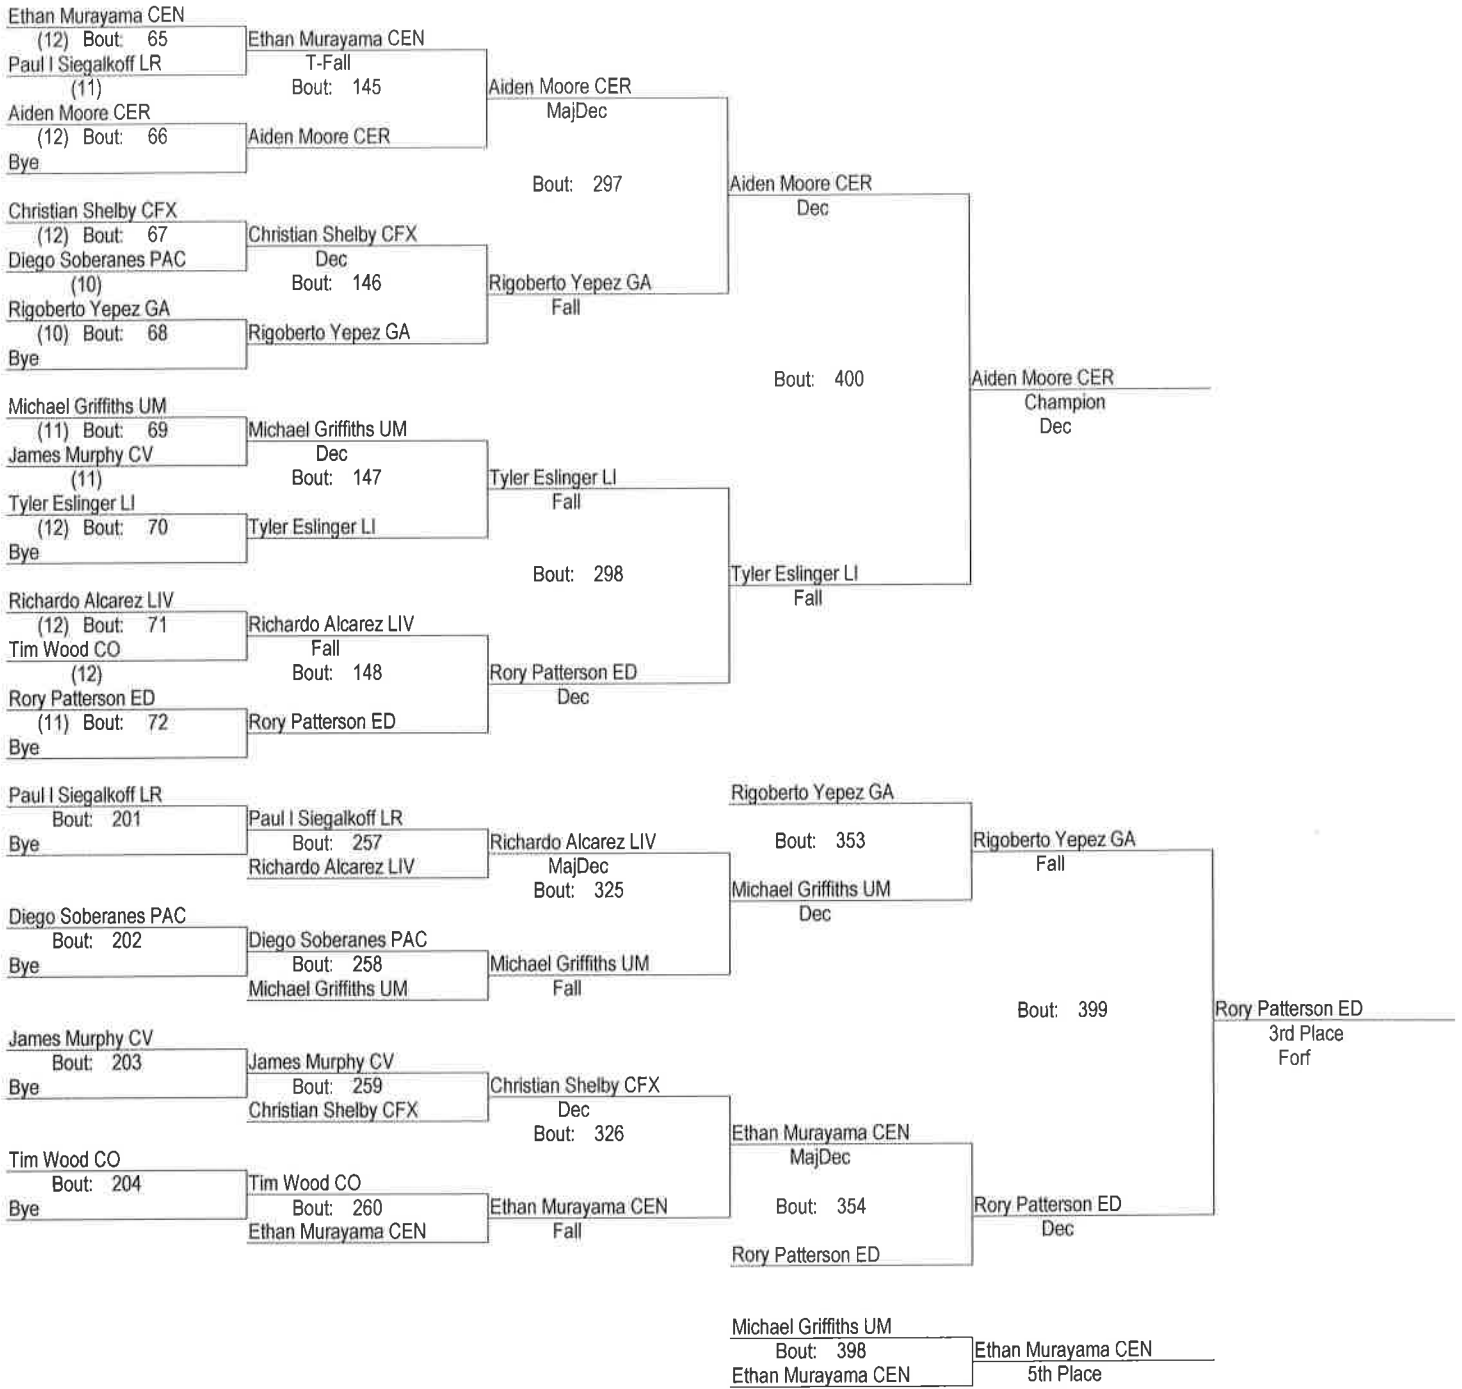 Ethan Murayama CEN
(12) Bout: 65
Paul I Siegalkoff LR
(11)
Aiden Moore CER
(12) Bout: 66
Bye
Christian Shelby CFX
(12) Bout: 67
Diego Soberanes PAC
(10)
Rigoberto Yepez GA
(10) Bout: 68
Bye
Michael Griffiths UM
(11) Bout: 69
James Murphy CV
(11)
Tyler Eslinger LI
(12) Bout: 70
Bye
Richardo Alcarez LIV
(12) Bout: 71
Tim Wood CO
(12)
Rory Patterson ED
(11) Bout: 72
Bye
Ethan Murayama CEN
T-Fall
Bout: 145
Aiden Moore CER
Christian Shelby CFX
Dec
Bout: 146
Rigoberto Yepez GA
Michael Griffiths UM
Dec
Bout: 147
Tyler Eslinger LI
Richardo Alcarez LIV
Fall
Bout: 148
Rory Patterson ED
Aiden Moore CER
MajDec
Bout: 297
Rigoberto Yepez GA
Fall
Tyler Eslinger LI
Fall
Bout: 298
Rory Patterson ED
Dec
Aiden Moore CER
Dec
Bout: 400
Tyler Eslinger LI
Fall
Aiden Moore CER
Champion
Dec
Paul I Siegalkoff LR
Bout: 201
Bye
Diego Soberanes PAC
Bout: 202
Bye
James Murphy CV
Bout: 203
Bye
Tim Wood CO
Bout: 204
Bye
Paul I Siegalkoff LR
Bout: 257
Richardo Alcarez LIV
Diego Soberanes PAC
Bout: 258
Michael Griffiths UM
James Murphy CV
Bout: 259
Christian Shelby CFX
Tim Wood CO
Bout: 260
Ethan Murayama CEN
Richardo Alcarez LIV
MajDec
Bout: 325
Michael Griffiths UM
Fall
Christian Shelby CFX
Dec
Bout: 326
Ethan Murayama CEN
Fall
Rigoberto Yepez GA
Bout: 353
Michael Griffiths UM
Dec
Ethan Murayama CEN
MajDec
Bout: 354
Rory Patterson ED
Rigoberto Yepez GA
Fall
Bout: 399
Rory Patterson ED
Dec
Rory Patterson ED
3rd Place
Forf
Michael Griffiths UM
Bout: 398
Ethan Murayama CEN
Ethan Murayama CEN
5th Place